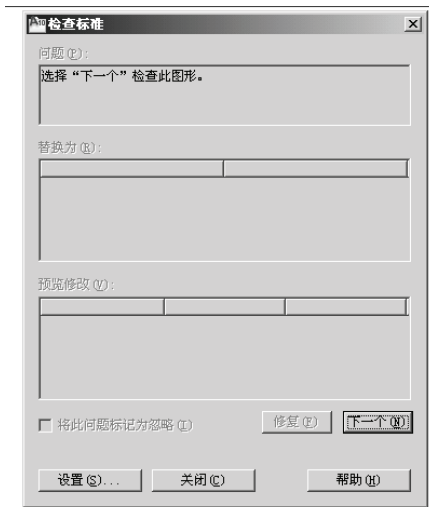 检查标准
问题(P):
选择“下一个”检查此图形。
替换为(R):
预览修改(V):
将此问题标记为忽略(I)
修复(F)
下一个(N)
设置(S)...
关闭(C)
帮助(H)